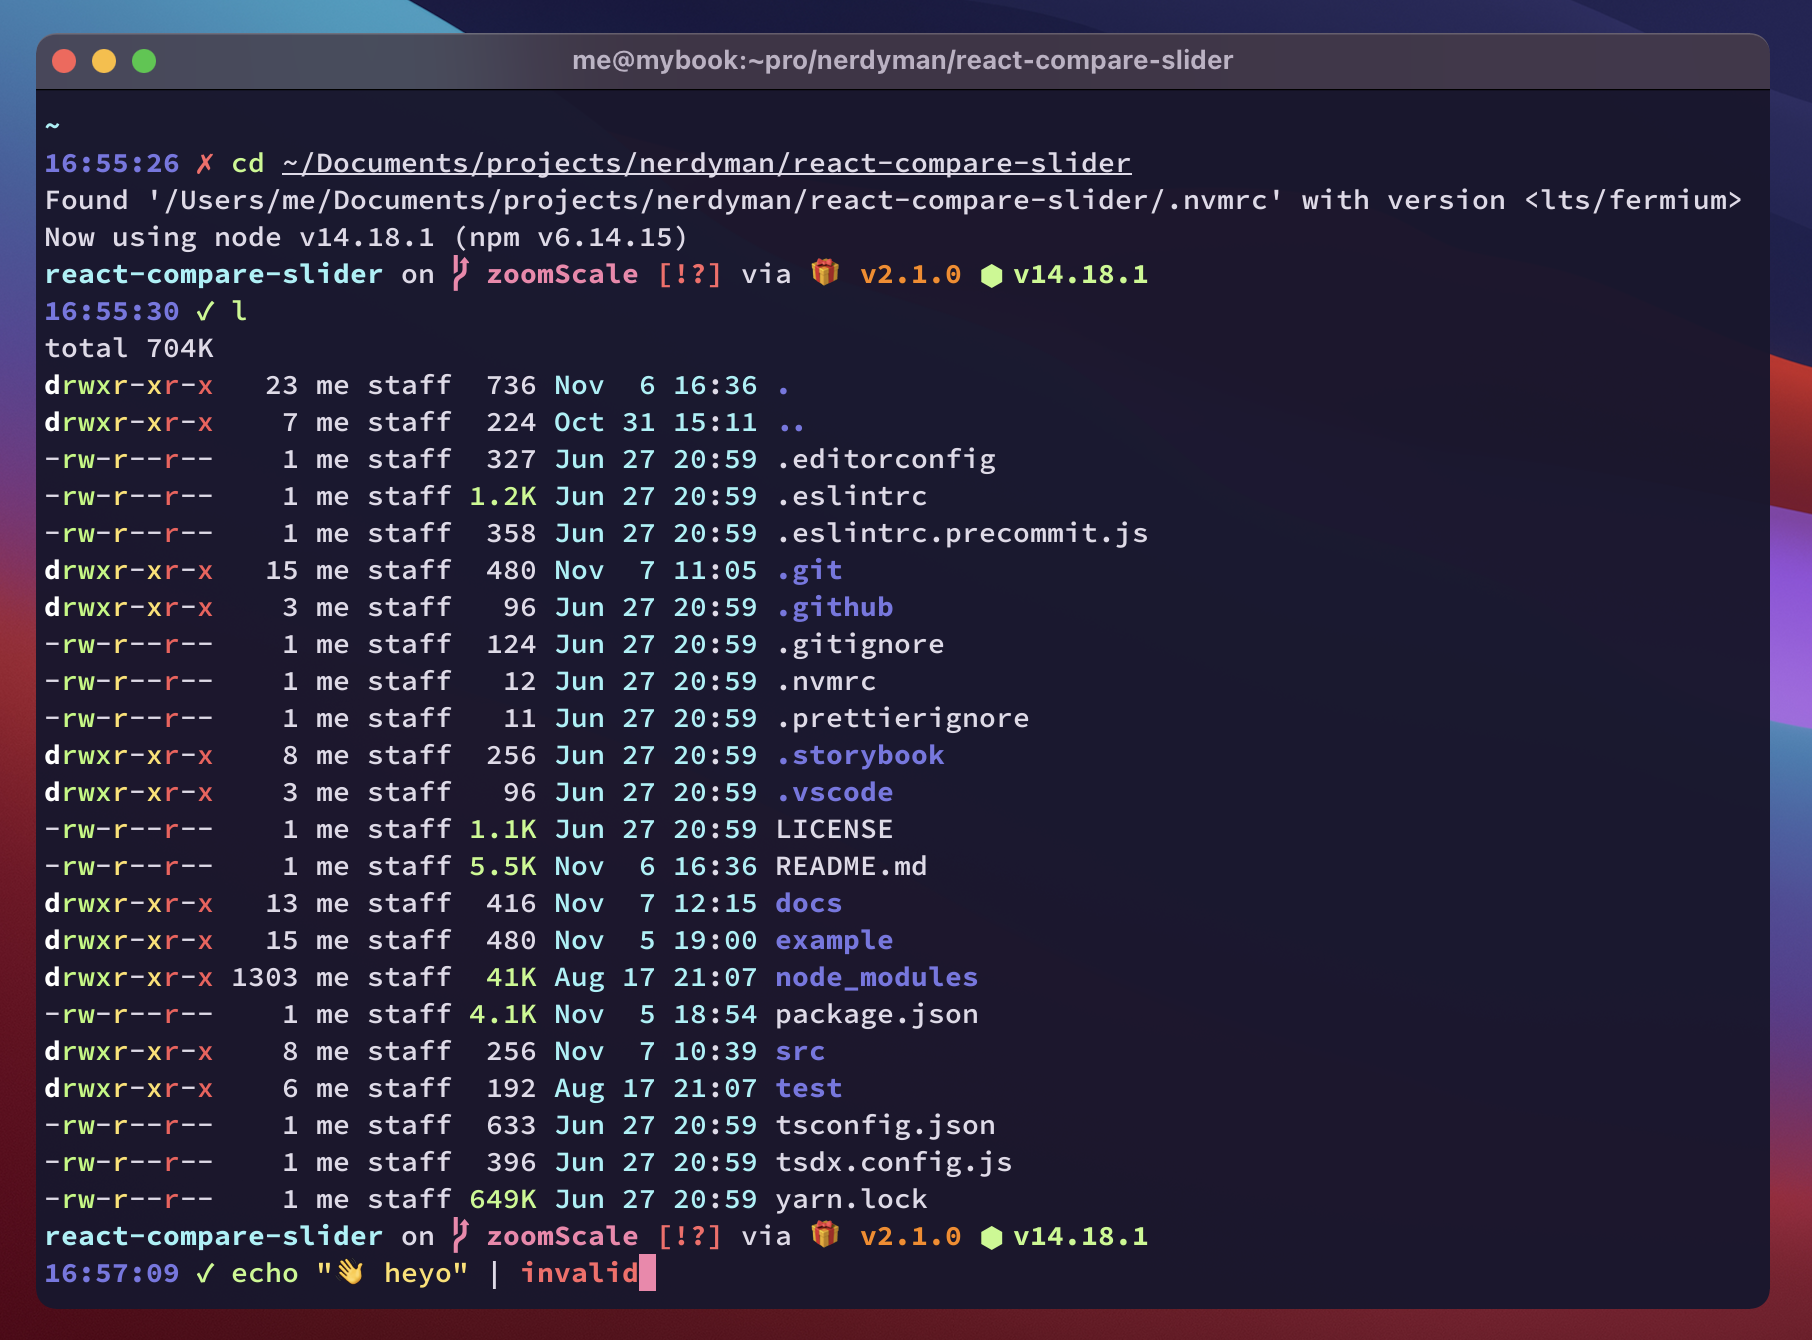 me@mybook:~pro/nerdyman/react-compare-slider
~
16:55:26 ✗ cd ~/Documents/projects/nerdyman/react-compare-slider
Found '/Users/me/Documents/projects/nerdyman/react-compare-slider/.nvmrc' with version <lts/fermium>
Now using node v14.18.1 (npm v6.14.15)
react-compare-slider on  zoomScale [!?] via 🎁 v2.1.0 ⬢ v14.18.1
16:55:30 ✓ l
total 704K
drwxr-xr-x   23 me staff  736 Nov  6 16:36 .
drwxr-xr-x    7 me staff  224 Oct 31 15:11 ..
-rw-r--r--    1 me staff  327 Jun 27 20:59 .editorconfig
-rw-r--r--    1 me staff 1.2K Jun 27 20:59 .eslintrc
-rw-r--r--    1 me staff  358 Jun 27 20:59 .eslintrc.precommit.js
drwxr-xr-x   15 me staff  480 Nov  7 11:05 .git
drwxr-xr-x    3 me staff   96 Jun 27 20:59 .github
-rw-r--r--    1 me staff  124 Jun 27 20:59 .gitignore
-rw-r--r--    1 me staff   12 Jun 27 20:59 .nvmrc
-rw-r--r--    1 me staff   11 Jun 27 20:59 .prettierignore
drwxr-xr-x    8 me staff  256 Jun 27 20:59 .storybook
drwxr-xr-x    3 me staff   96 Jun 27 20:59 .vscode
-rw-r--r--    1 me staff 1.1K Jun 27 20:59 LICENSE
-rw-r--r--    1 me staff 5.5K Nov  6 16:36 README.md
drwxr-xr-x   13 me staff  416 Nov  7 12:15 docs
drwxr-xr-x   15 me staff  480 Nov  5 19:00 example
drwxr-xr-x 1303 me staff  41K Aug 17 21:07 node_modules
-rw-r--r--    1 me staff 4.1K Nov  5 18:54 package.json
drwxr-xr-x    8 me staff  256 Nov  7 10:39 src
drwxr-xr-x    6 me staff  192 Aug 17 21:07 test
-rw-r--r--    1 me staff  633 Jun 27 20:59 tsconfig.json
-rw-r--r--    1 me staff  396 Jun 27 20:59 tsdx.config.js
-rw-r--r--    1 me staff 649K Jun 27 20:59 yarn.lock
react-compare-slider on  zoomScale [!?] via 🎁 v2.1.0 ⬢ v14.18.1
16:57:09 ✓ echo "👋 heyo" | invalid